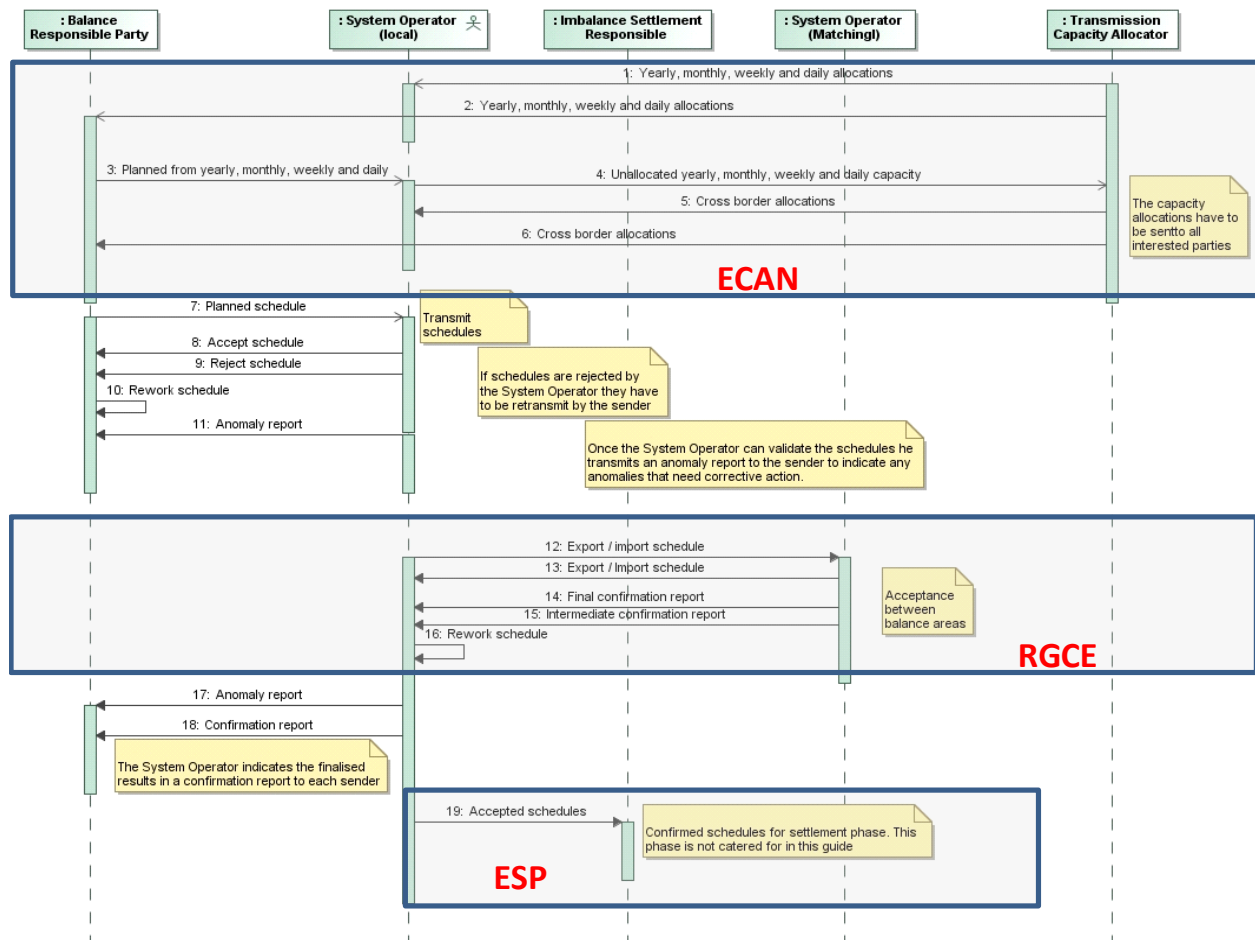 : Balance
Responsible Party
: System Operator
(local)
: Imbalance Settlement
Responsible
: System Operator
(Matchingl)
: Transmission
Capacity Allocator
1: Yearly, monthly, weekly and daily allocations
2: Yearly, monthly, weekly and daily allocations
3: Planned from yearly, monthly, weekly and daily
4: Unallocated yearly, monthly, weekly and daily capacity
5: Cross border allocations
The capacity
allocations have to
be sentto all
interested parties
6: Cross border allocations
ECAN
7: Planned schedule
Transmit
schedules
8: Accept schedule
9: Reject schedule
If schedules are rejected by
the System Operator they have
to be retransmit by the sender
10: Rework schedule
11: Anomaly report
Once the System Operator can validate the schedules he
transmits an anomaly report to the sender to indicate any
anomalies that need corrective action.
12: Export / import schedule
13: Export / Import schedule
14: Final confirmation report
15: Intermediate confirmation report
Acceptance
between
balance areas
16: Rework schedule
RGCE
17: Anomaly report
18: Confirmation report
The System Operator indicates the finalised
results in a confirmation report to each sender
19: Accepted schedules
Confirmed schedules for settlement phase. This
phase is not catered for in this guide
ESP